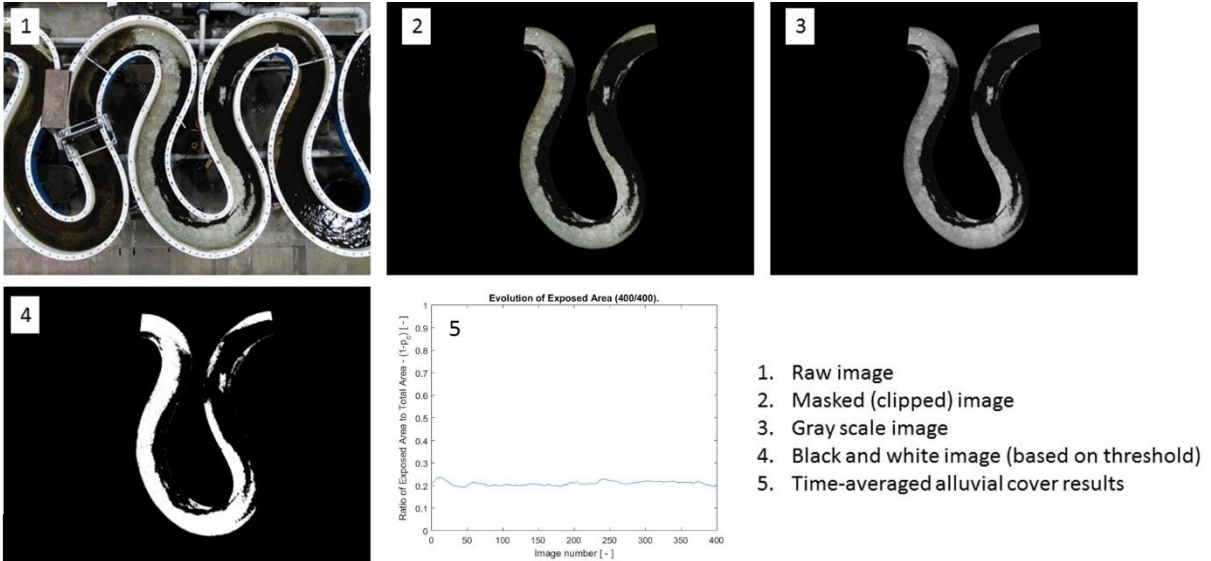 1
2
3
4
Evolution of Exposed Area (400/400).
5
Ratio of Exposed Area to Total Area - (1-pc) [ - ]
1
0.9
0.8
0.7
0.6
0.5
0.4
0.3
0.2
0.1
0
0 50 100 150 200 250 300 350 400
Image number [ - ]
1. Raw image
2. Masked (clipped) image
3. Gray scale image
4. Black and white image (based on threshold)
5. Time-averaged alluvial cover results